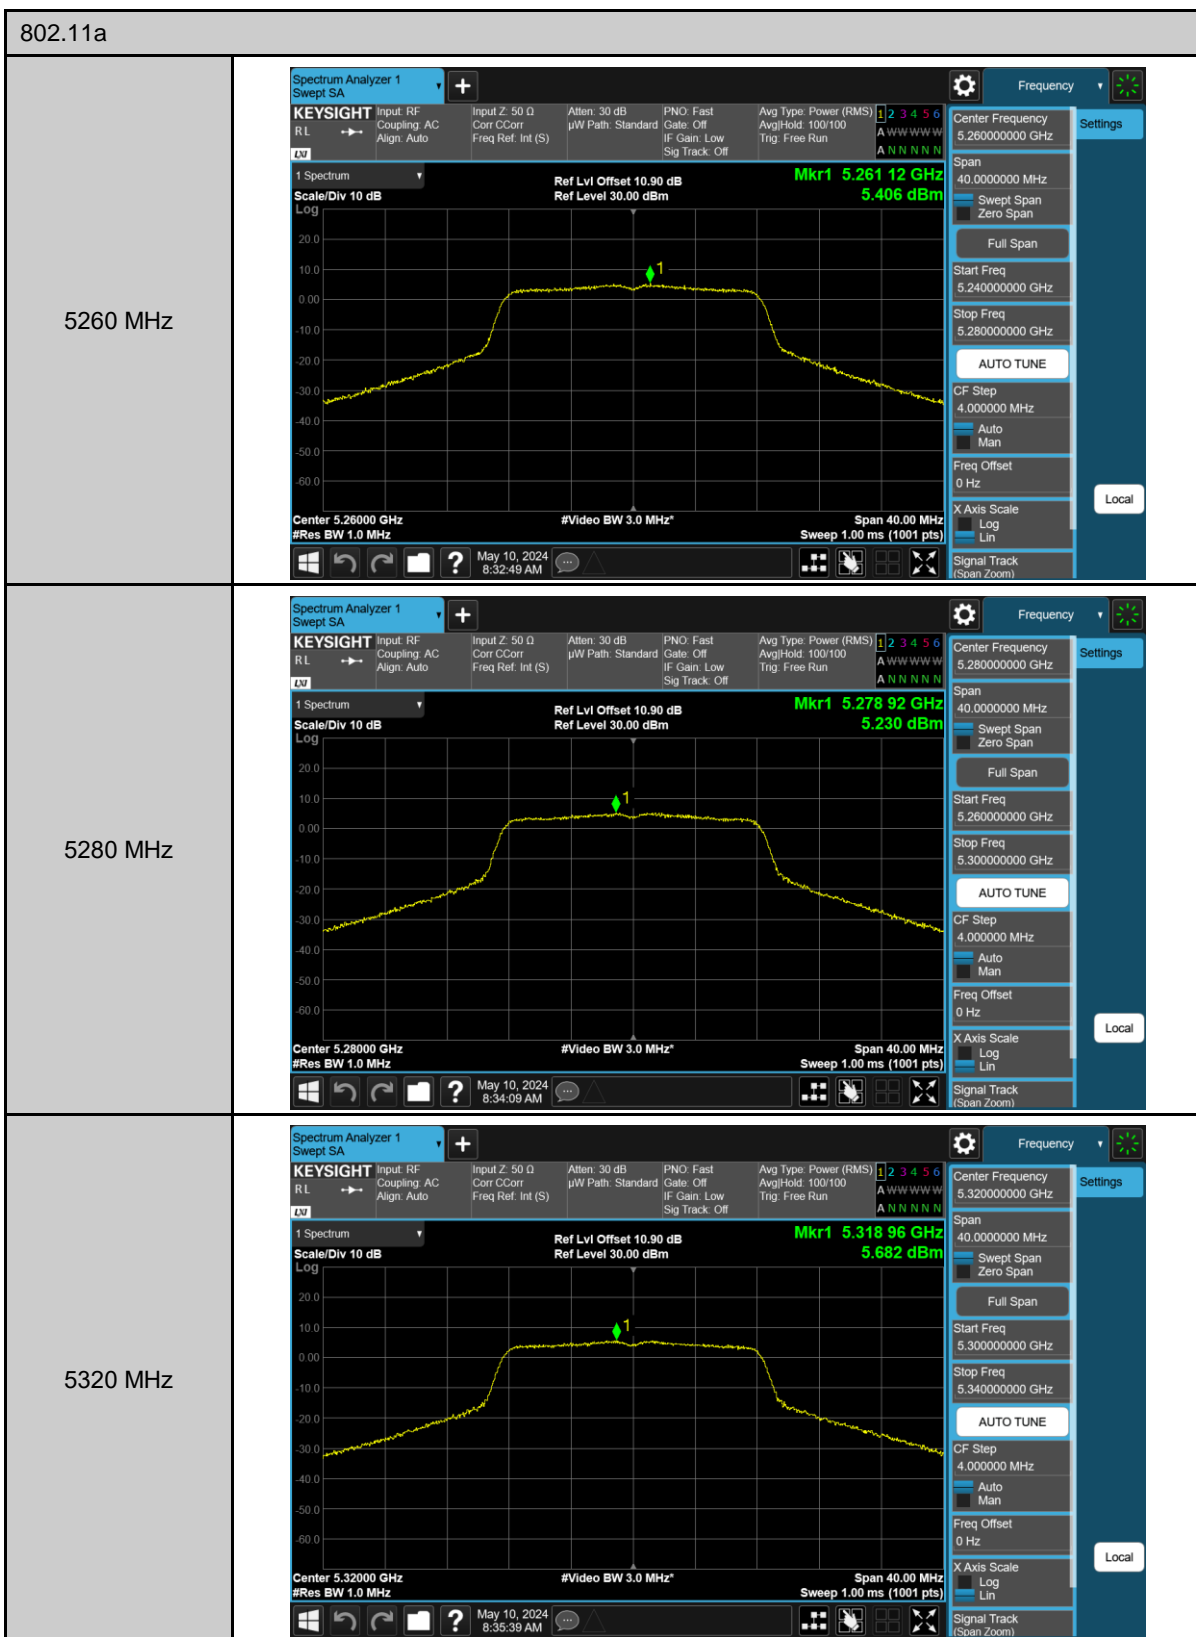 802.11a
5260 MHz
Spectrum Analyzer 1
Swept SA
Frequency
KEYSIGHT
RL
LXI
Input: RF
Coupling: AC
Align: Auto
Input Z: 50 Ω
Corr CCorr
Freq Ref: Int (S)
Atten: 30 dB
µW Path: Standard
PNO: Fast
Gate: Off
IF Gain: Low
Sig Track: Off
Avg Type: Power (RMS)
Avg|Hold: 100/100
Trig: Free Run
1 2 3 4 5 6
A W W W W W
A N N N N N
1 Spectrum
Scale/Div 10 dB
Ref Lvl Offset 10.90 dB
Ref Level 30.00 dBm
Mkr1 5.261 12 GHz
5.406 dBm
Log
20.0
10.0
0.00
-10.0
-20.0
-30.0
-40.0
-50.0
-60.0
1
Center 5.26000 GHz
#Res BW 1.0 MHz
#Video BW 3.0 MHz*
Span 40.00 MHz
Sweep 1.00 ms (1001 pts)
May 10, 2024
8:32:49 AM
Center Frequency
5.260000000 GHz
Settings
Span
40.0000000 MHz
Swept Span
Zero Span
Full Span
Start Freq
5.240000000 GHz
Stop Freq
5.280000000 GHz
AUTO TUNE
CF Step
4.000000 MHz
Auto
Man
Freq Offset
0 Hz
X Axis Scale
Log
Lin
Local
Signal Track
(Span Zoom)
5280 MHz
Spectrum Analyzer 1
Swept SA
Frequency
KEYSIGHT
RL
LXI
Input: RF
Coupling: AC
Align: Auto
Input Z: 50 Ω
Corr CCorr
Freq Ref: Int (S)
Atten: 30 dB
µW Path: Standard
PNO: Fast
Gate: Off
IF Gain: Low
Sig Track: Off
Avg Type: Power (RMS)
Avg|Hold: 100/100
Trig: Free Run
1 2 3 4 5 6
A W W W W W
A N N N N N
1 Spectrum
Scale/Div 10 dB
Ref Lvl Offset 10.90 dB
Ref Level 30.00 dBm
Mkr1 5.278 92 GHz
5.230 dBm
Log
20.0
10.0
0.00
-10.0
-20.0
-30.0
-40.0
-50.0
-60.0
1
Center 5.28000 GHz
#Res BW 1.0 MHz
#Video BW 3.0 MHz*
Span 40.00 MHz
Sweep 1.00 ms (1001 pts)
May 10, 2024
8:34:09 AM
Center Frequency
5.280000000 GHz
Settings
Span
40.0000000 MHz
Swept Span
Zero Span
Full Span
Start Freq
5.260000000 GHz
Stop Freq
5.300000000 GHz
AUTO TUNE
CF Step
4.000000 MHz
Auto
Man
Freq Offset
0 Hz
X Axis Scale
Log
Lin
Local
Signal Track
(Span Zoom)
5320 MHz
Spectrum Analyzer 1
Swept SA
Frequency
KEYSIGHT
RL
LXI
Input: RF
Coupling: AC
Align: Auto
Input Z: 50 Ω
Corr CCorr
Freq Ref: Int (S)
Atten: 30 dB
µW Path: Standard
PNO: Fast
Gate: Off
IF Gain: Low
Sig Track: Off
Avg Type: Power (RMS)
Avg|Hold: 100/100
Trig: Free Run
1 2 3 4 5 6
A W W W W W
A N N N N N
1 Spectrum
Scale/Div 10 dB
Ref Lvl Offset 10.90 dB
Ref Level 30.00 dBm
Mkr1 5.318 96 GHz
5.682 dBm
Log
20.0
10.0
0.00
-10.0
-20.0
-30.0
-40.0
-50.0
-60.0
1
Center 5.32000 GHz
#Res BW 1.0 MHz
#Video BW 3.0 MHz*
Span 40.00 MHz
Sweep 1.00 ms (1001 pts)
May 10, 2024
8:35:39 AM
Center Frequency
5.320000000 GHz
Settings
Span
40.0000000 MHz
Swept Span
Zero Span
Full Span
Start Freq
5.300000000 GHz
Stop Freq
5.340000000 GHz
AUTO TUNE
CF Step
4.000000 MHz
Auto
Man
Freq Offset
0 Hz
X Axis Scale
Log
Lin
Local
Signal Track
(Span Zoom)